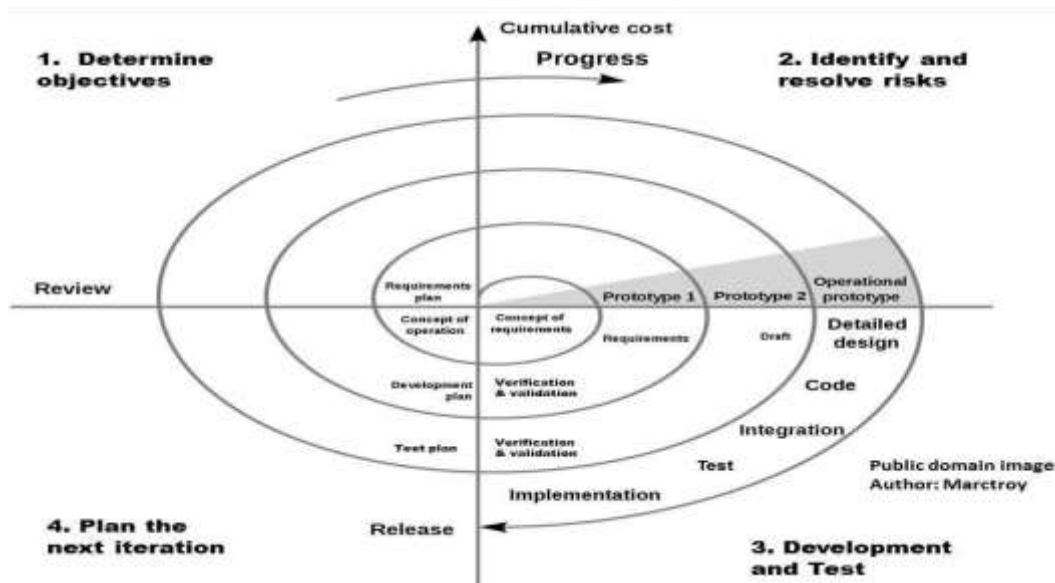 Cumulative cost
1. Determine
objectives
Progress
2. Identify and
resolve risks
Review
Requirements
plan
Prototype 1
Prototype 2
Operational
prototype
Concept of
operation
Concept of
requirements
Requirements
Draft
Detailed
design
Development
plan
Verification
& validation
Code
Test plan
Verification
& validation
Integration
Test
Implementation
Public domain image
Author: Marctroy
Release
4. Plan the
next iteration
3. Development
and Test